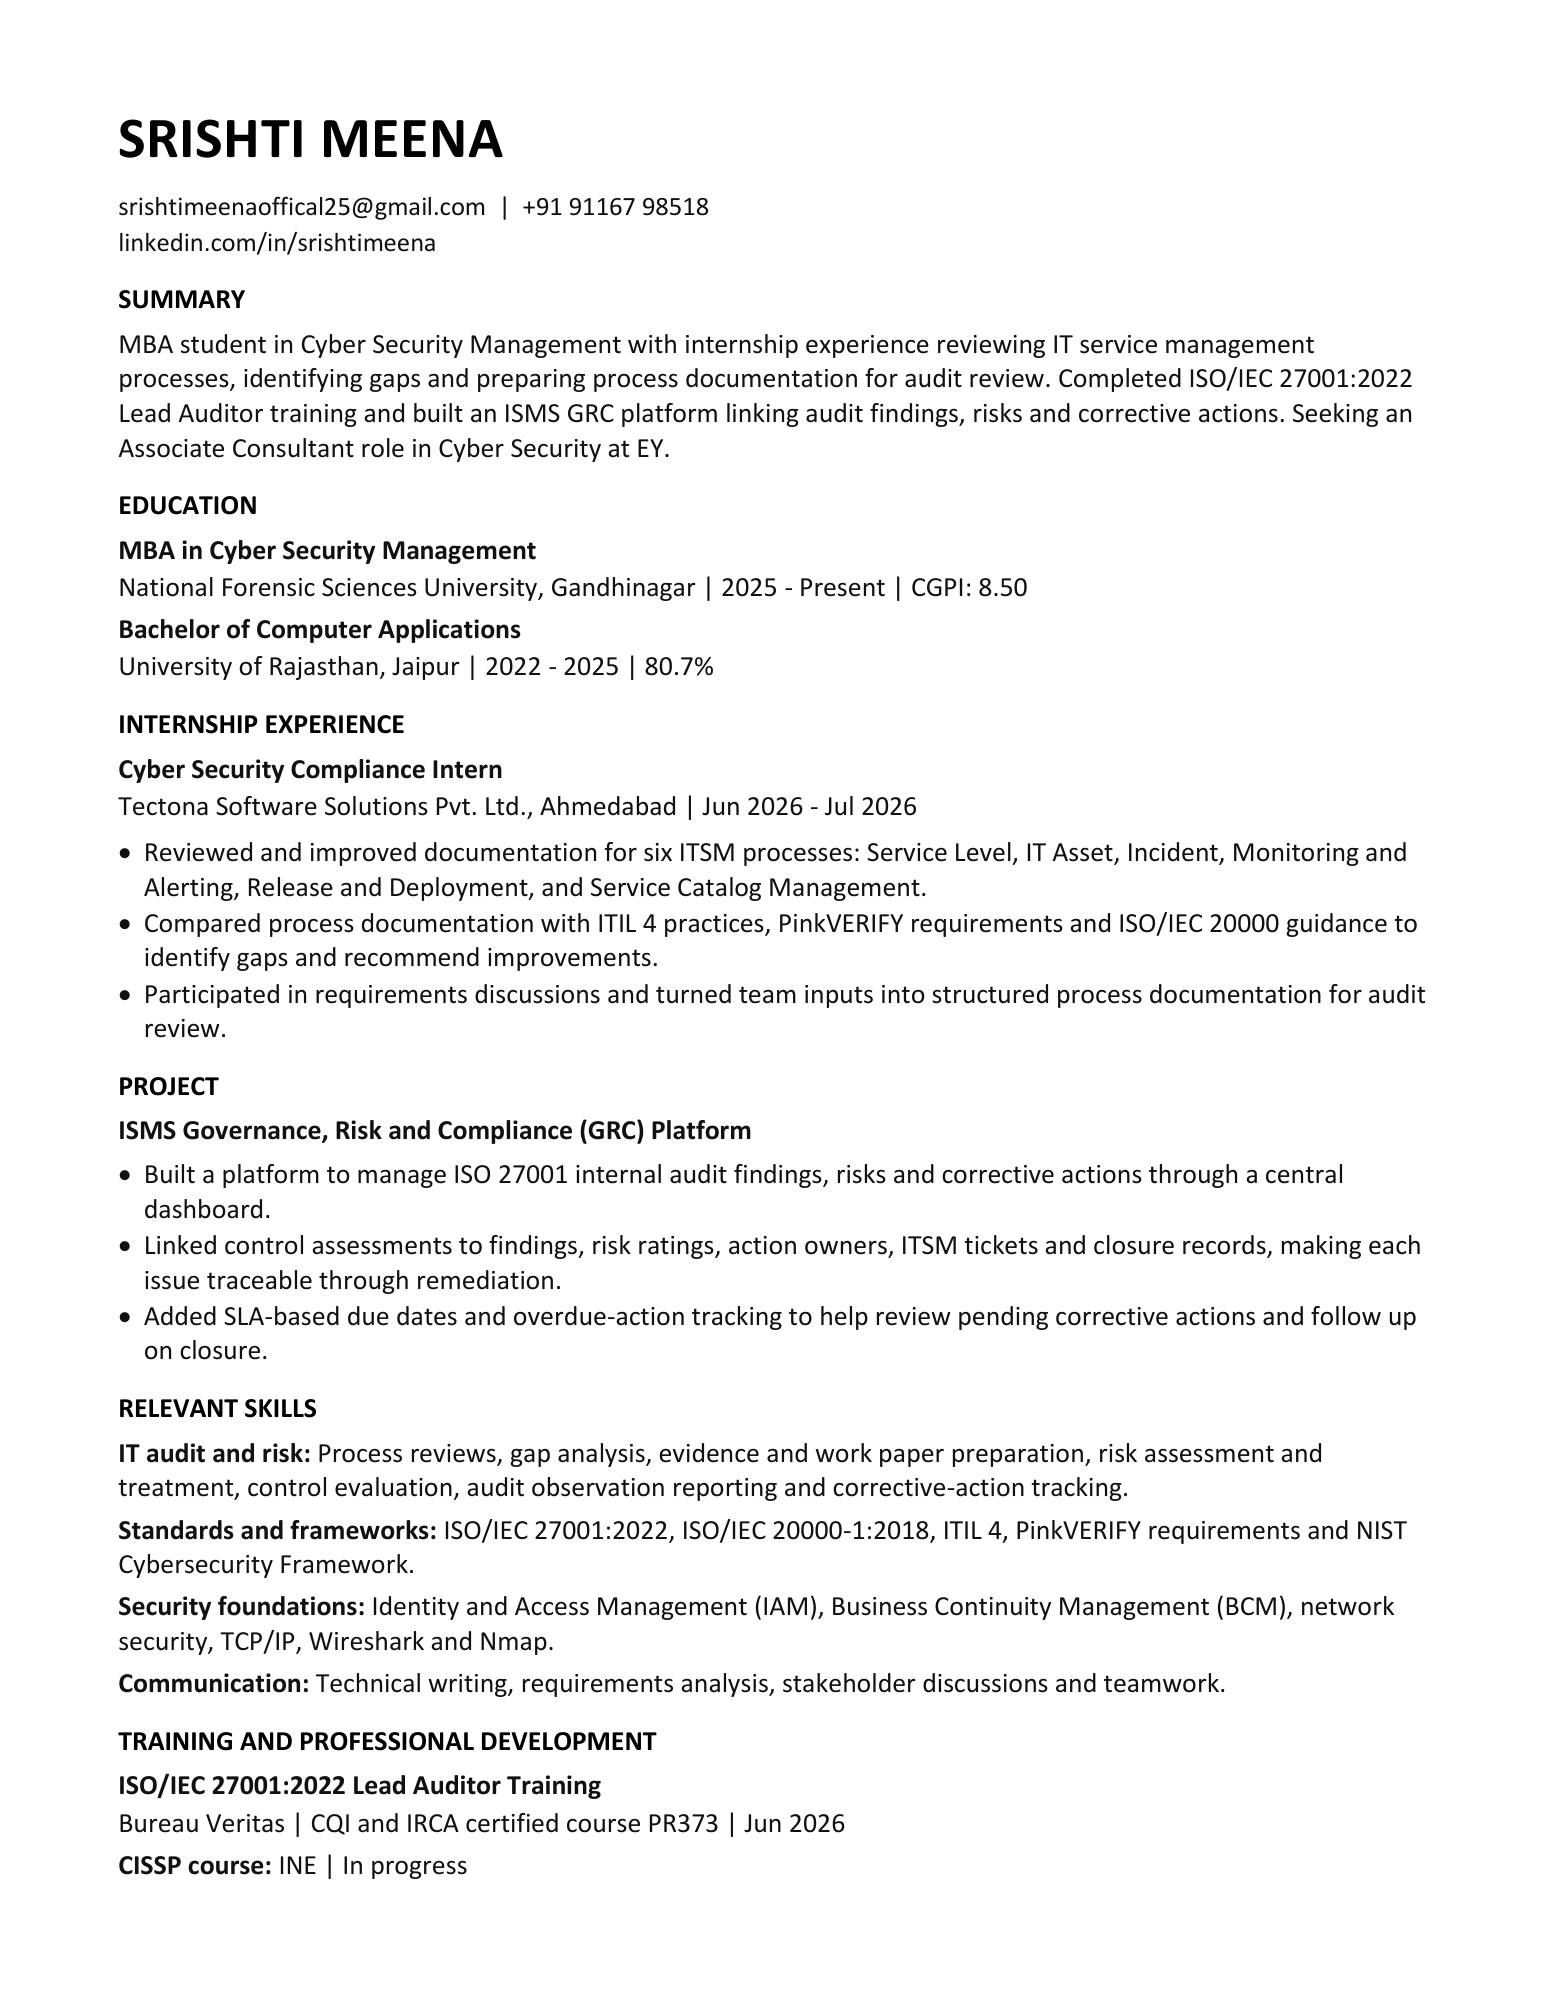 SRISHTI MEENA
srishtimeenaoffical25@gmail.com | +91 91167 98518
linkedin.com/in/srishtimeena
SUMMARY
MBA student in Cyber Security Management with internship experience reviewing IT service management
processes, identifying gaps and preparing process documentation for audit review. Completed ISO/IEC 27001:2022
Lead Auditor training and built an ISMS GRC platform linking audit findings, risks and corrective actions. Seeking an
Associate Consultant role in Cyber Security at EY.
EDUCATION
MBA in Cyber Security Management
National Forensic Sciences University, Gandhinagar | 2025 - Present | CGPI: 8.50
Bachelor of Computer Applications
University of Rajasthan, Jaipur | 2022 - 2025 | 80.7%
INTERNSHIP EXPERIENCE
Cyber Security Compliance Intern
Tectona Software Solutions Pvt. Ltd., Ahmedabad | Jun 2026 - Jul 2026
• Reviewed and improved documentation for six ITSM processes: Service Level, IT Asset, Incident, Monitoring and
Alerting, Release and Deployment, and Service Catalog Management.
• Compared process documentation with ITIL 4 practices, PinkVERIFY requirements and ISO/IEC 20000 guidance to
identify gaps and recommend improvements.
• Participated in requirements discussions and turned team inputs into structured process documentation for audit
review.
PROJECT
ISMS Governance, Risk and Compliance (GRC) Platform
• Built a platform to manage ISO 27001 internal audit findings, risks and corrective actions through a central
dashboard.
• Linked control assessments to findings, risk ratings, action owners, ITSM tickets and closure records, making each
issue traceable through remediation.
• Added SLA-based due dates and overdue-action tracking to help review pending corrective actions and follow up
on closure.
RELEVANT SKILLS
IT audit and risk: Process reviews, gap analysis, evidence and work paper preparation, risk assessment and
treatment, control evaluation, audit observation reporting and corrective-action tracking.
Standards and frameworks: ISO/IEC 27001:2022, ISO/IEC 20000-1:2018, ITIL 4, PinkVERIFY requirements and NIST
Cybersecurity Framework.
Security foundations: Identity and Access Management (IAM), Business Continuity Management (BCM), network
security, TCP/IP, Wireshark and Nmap.
Communication: Technical writing, requirements analysis, stakeholder discussions and teamwork.
TRAINING AND PROFESSIONAL DEVELOPMENT
ISO/IEC 27001:2022 Lead Auditor Training
Bureau Veritas | CQI and IRCA certified course PR373 | Jun 2026
CISSP course: INE | In progress